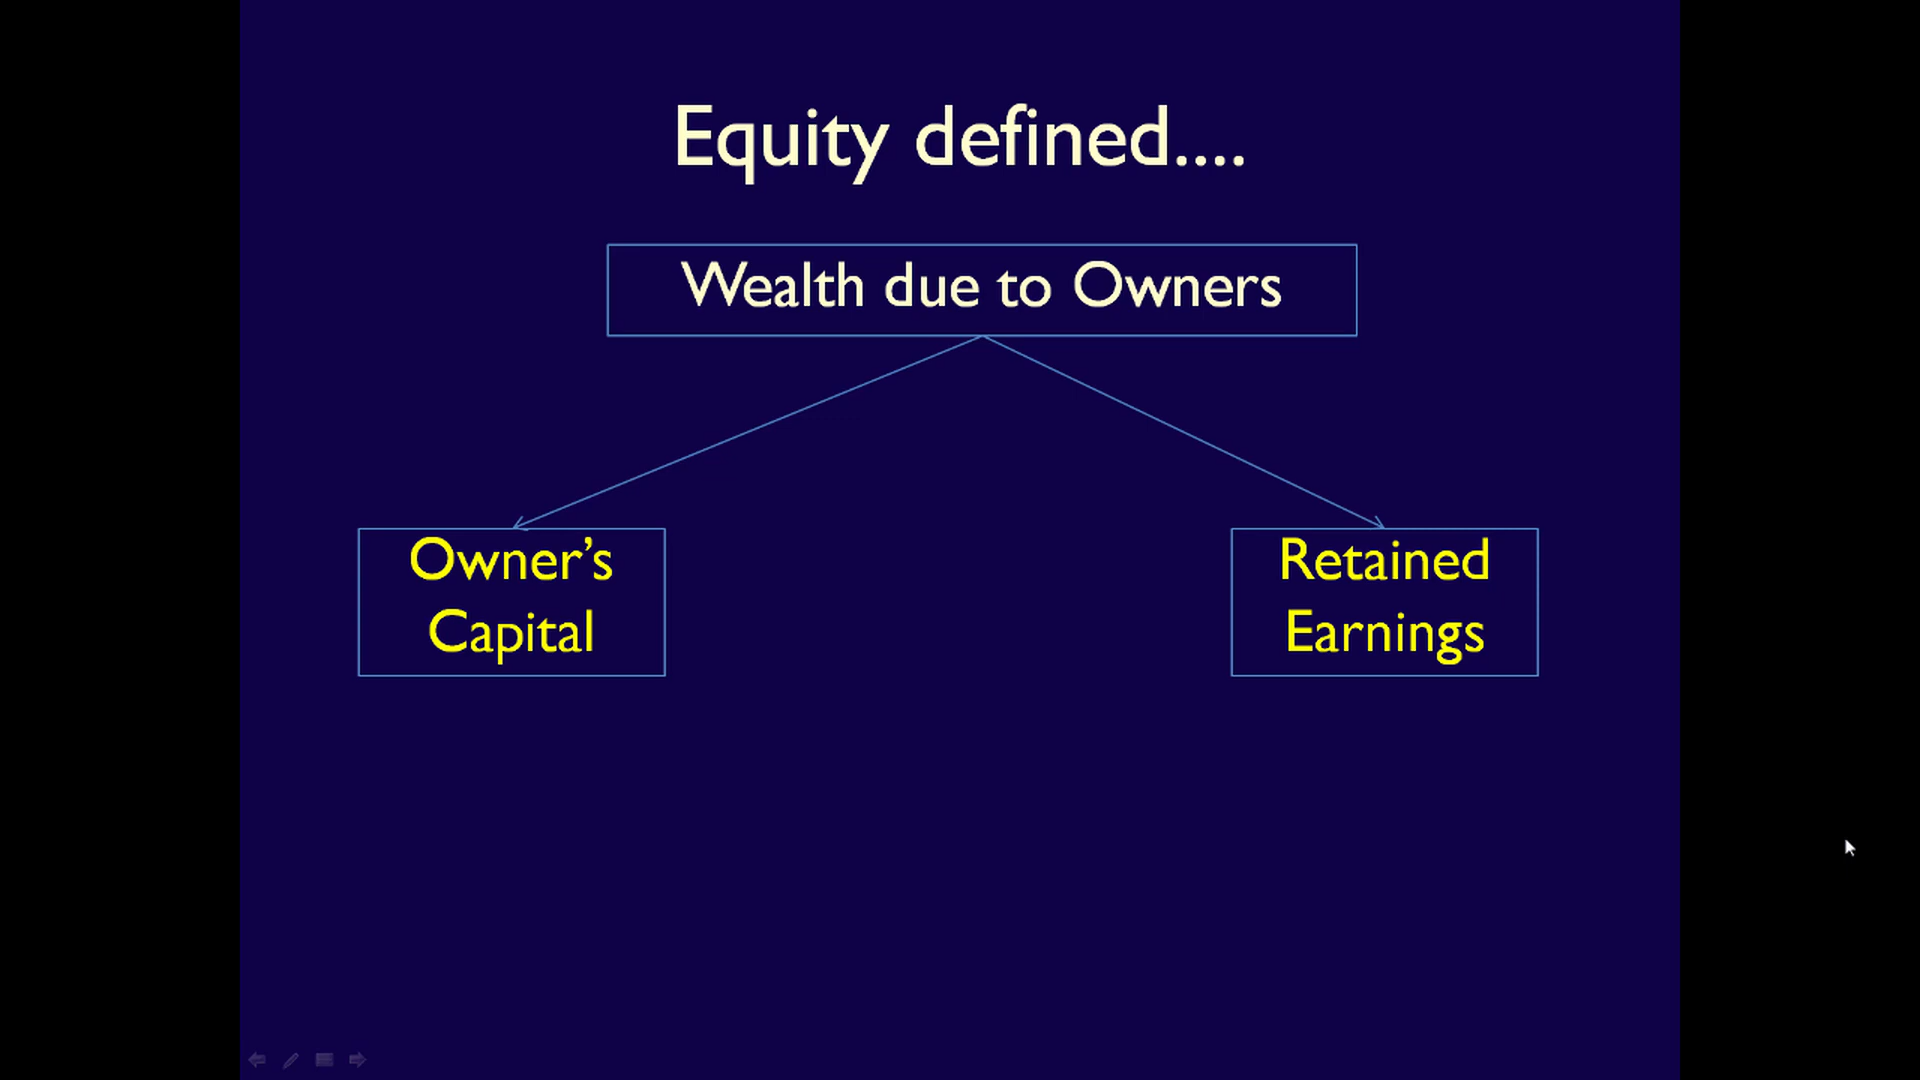 Equity defined....
Wealth due to Owners
Owner’s
Capital
Retained
Earnings